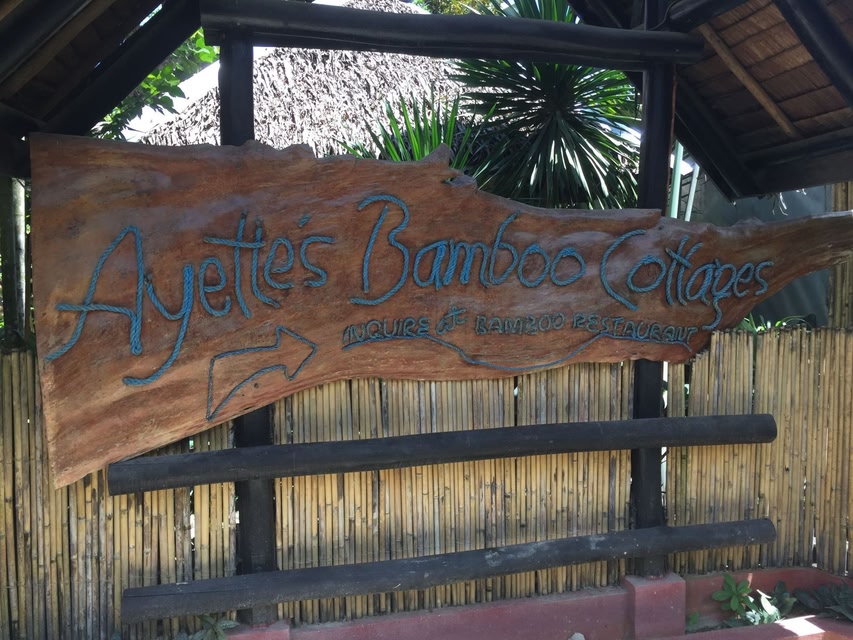 Ayette's Bamboo Cottages
INQUIRE at BAMBOO RESTAURANT